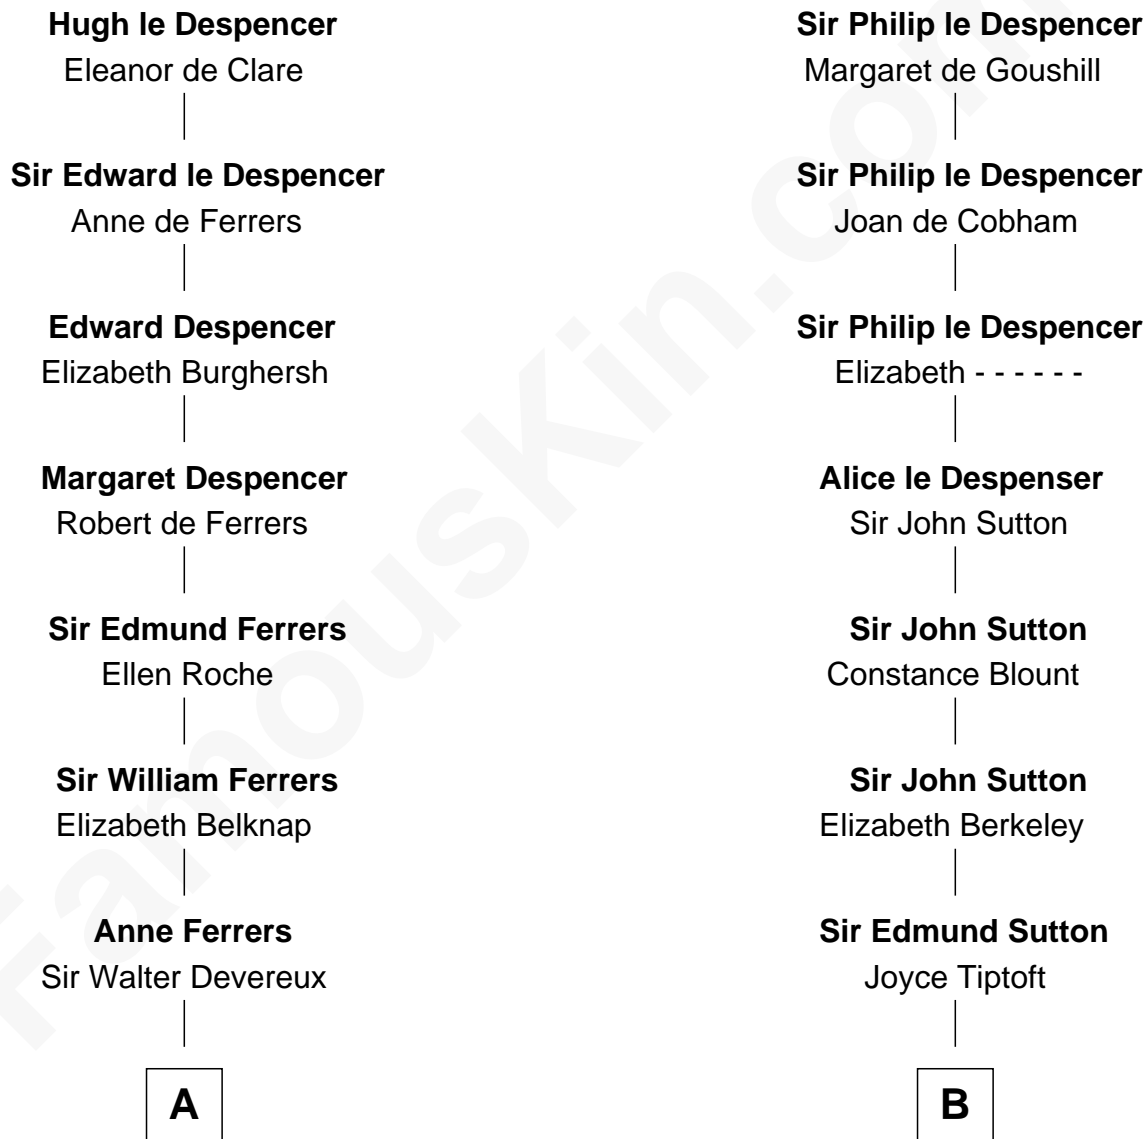 Hugh le Despencer
Eleanor de Clare
Sir Edward le Despencer
Anne de Ferrers
Edward Despencer
Elizabeth Burghersh
Margaret Despencer
Robert de Ferrers
Sir Edmund Ferrers
Ellen Roche
Sir William Ferrers
Elizabeth Belknap
Anne Ferrers
Sir Walter Devereux
A
Sir Philip le Despencer
Margaret de Goushill
Sir Philip le Despencer
Joan de Cobham
Sir Philip le Despencer
Elizabeth - - - - - -
Alice le Despenser
Sir John Sutton
Sir John Sutton
Constance Blount
Sir John Sutton
Elizabeth Berkeley
Sir Edmund Sutton
Joyce Tiptoft
B
FamousKin.com